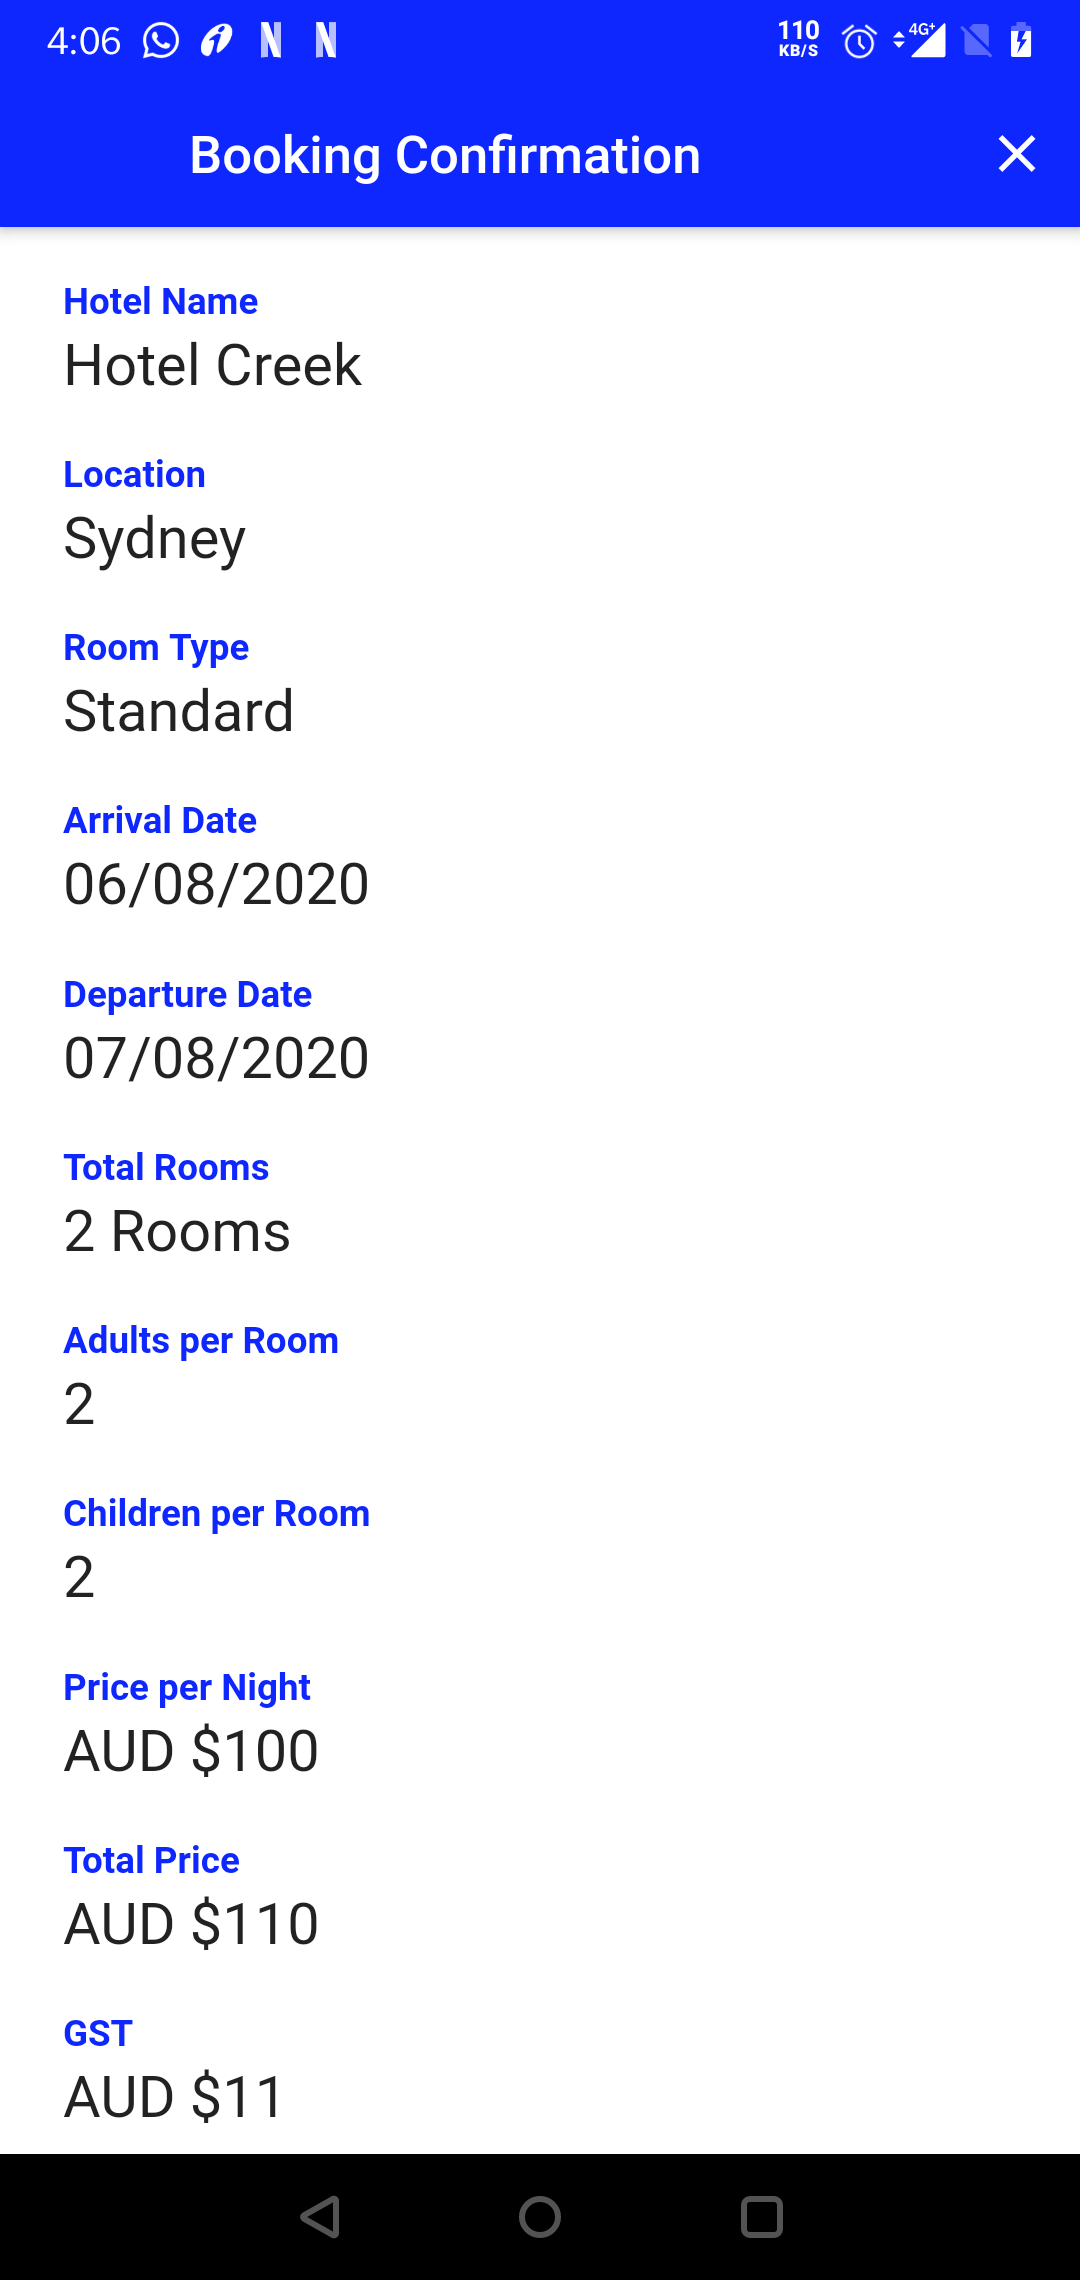 4:06
110
KB/S
4G+
Booking Confirmation
Hotel Name
Hotel Creek
Location
Sydney
Room Type
Standard
Arrival Date
06/08/2020
Departure Date
07/08/2020
Total Rooms
2 Rooms
Adults per Room
2
Children per Room
2
Price per Night
AUD $100
Total Price
AUD $110
GST
AUD $11